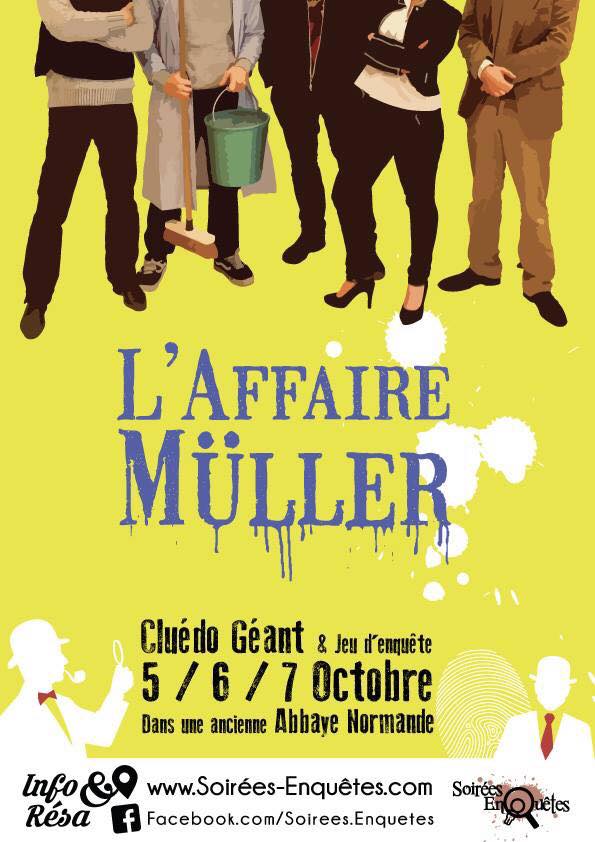 L'AFFAIRE
MÜLLER
Cluédo Géant & Jeu d'enquête
5 / 6 / 7 Octobre
Dans une ancienne Abbaye Normande
Info & Résa
www.Soirées-Enquêtes.com
Facebook.com/Soirees.Enquetes
Soirées
EnQuêtes